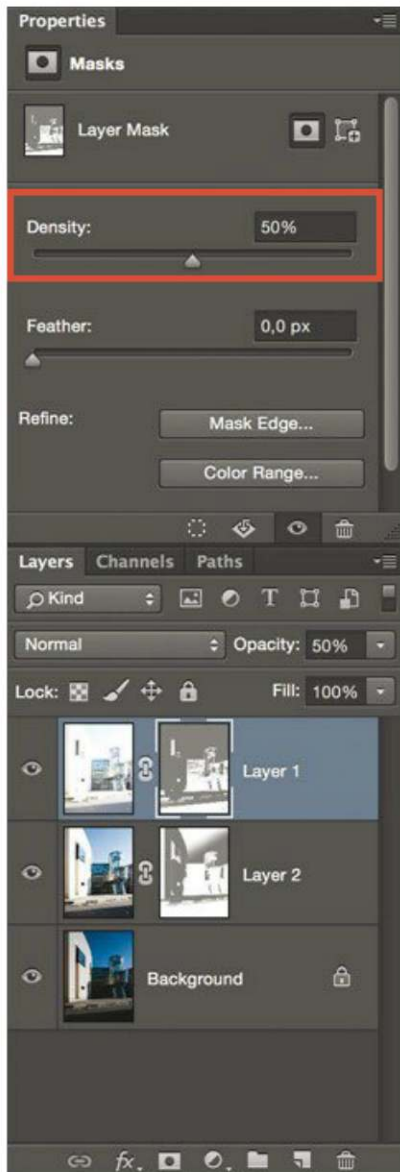 Properties
Masks
Layer Mask
Density: 50%
Feather: 0,0 px
Refine: Mask Edge...
Color Range...
Layers Channels Paths
Kind T
Normal Opacity: 50%
Lock: Fill: 100%
Layer 1
Layer 2
Background
fx